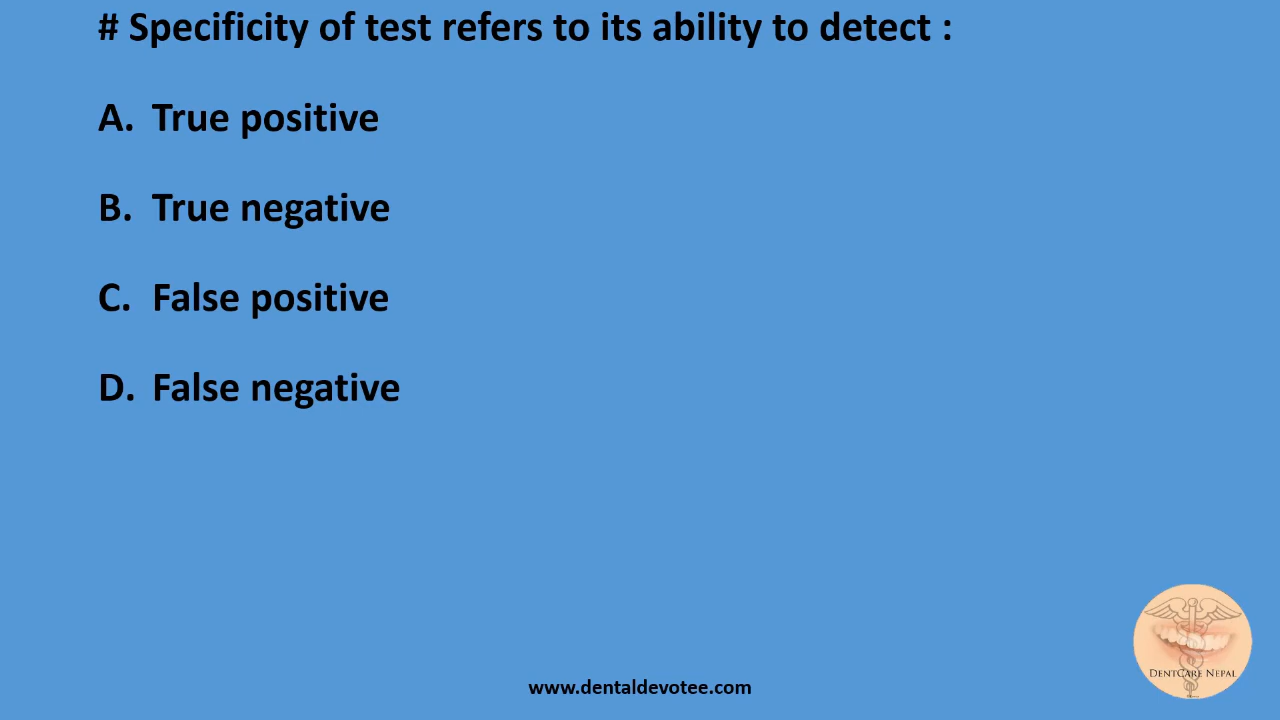 # Specificity of test refers to its ability to detect :
A. True positive
B. True negative
C. False positive
D. False negative
DentCare Nepal
www.dentaldevotee.com